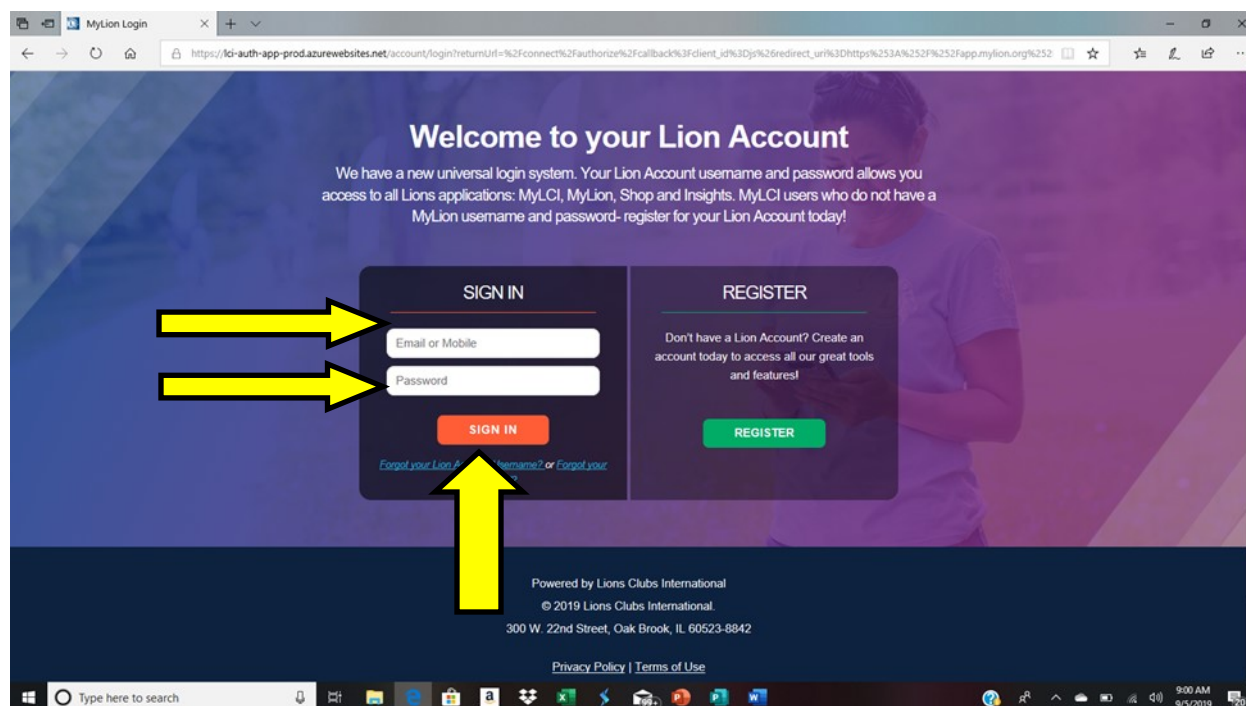 MyLion Login
https://lci-auth-app-prod.azurewebsites.net/account/login?returnUrl=%2Fconnect%2Fauthorize%2Fcallback%3Fclient_id%3Djs%26redirect_uri%3Dhttps%253A%252F%252Fapp.mylion.org%252
Welcome to your Lion Account
We have a new universal login system. Your Lion Account username and password allows you
access to all Lions applications: MyLCI, MyLion, Shop and Insights. MyLCI users who do not have a
MyLion username and password- register for your Lion Account today!
SIGN IN
Email or Mobile
Password
SIGN IN
Forgot your Lion Username? or Forgot your
REGISTER
Don't have a Lion Account? Create an
account today to access all our great tools
and features!
REGISTER
Powered by Lions Clubs International
© 2019 Lions Clubs International.
300 W. 22nd Street, Oak Brook, IL 60523-8842
Privacy Policy | Terms of Use
Type here to search
99+
9:00 AM
9/5/2019
20